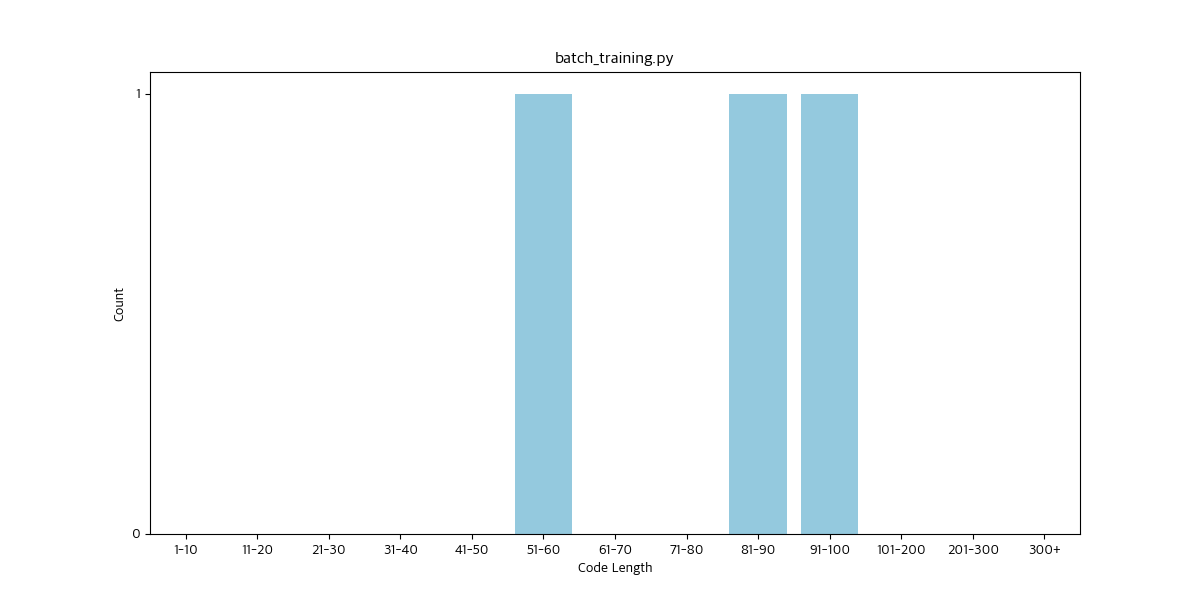 batch_training.py
Count
1
0
1-10 11-20 21-30 31-40 41-50 51-60 61-70 71-80 81-90 91-100 101-200 201-300 300+
Code Length